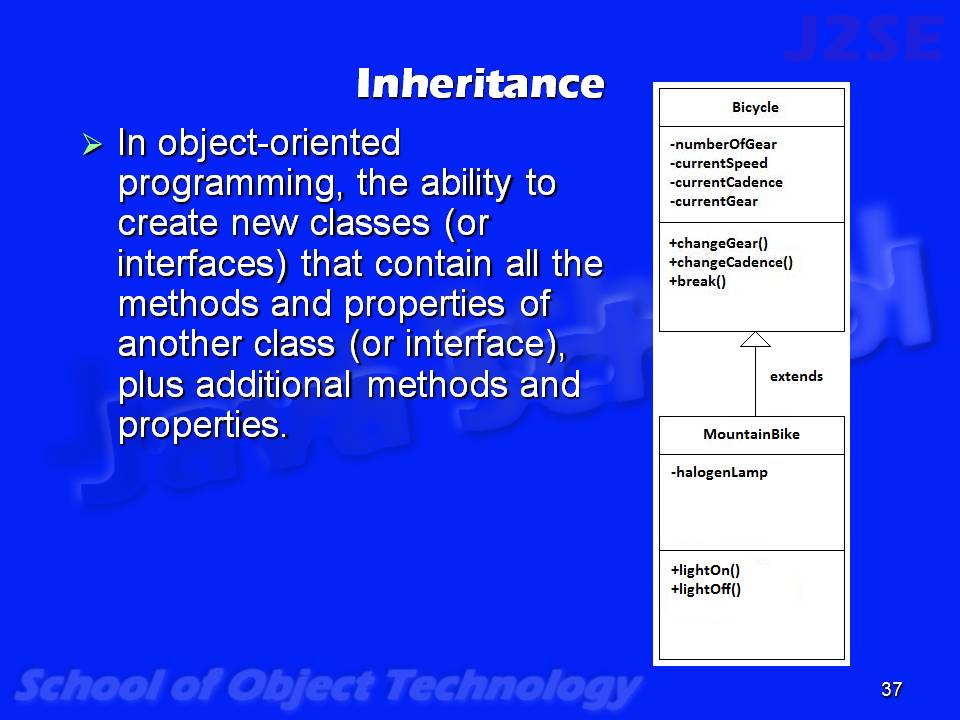 J2SE
Inheritance
In object-oriented
programming, the ability to
create new classes (or
interfaces) that contain all the
methods and properties of
another class (or interface),
plus additional methods and
properties.
Bicycle
-numberOfGear
-currentSpeed
-currentCadence
-currentGear
+changeGear()
+changeCadence()
+break()
extends
MountainBike
-halogenLamp
+lightOn()
+lightOff()
Java School
School of Object Technology
37